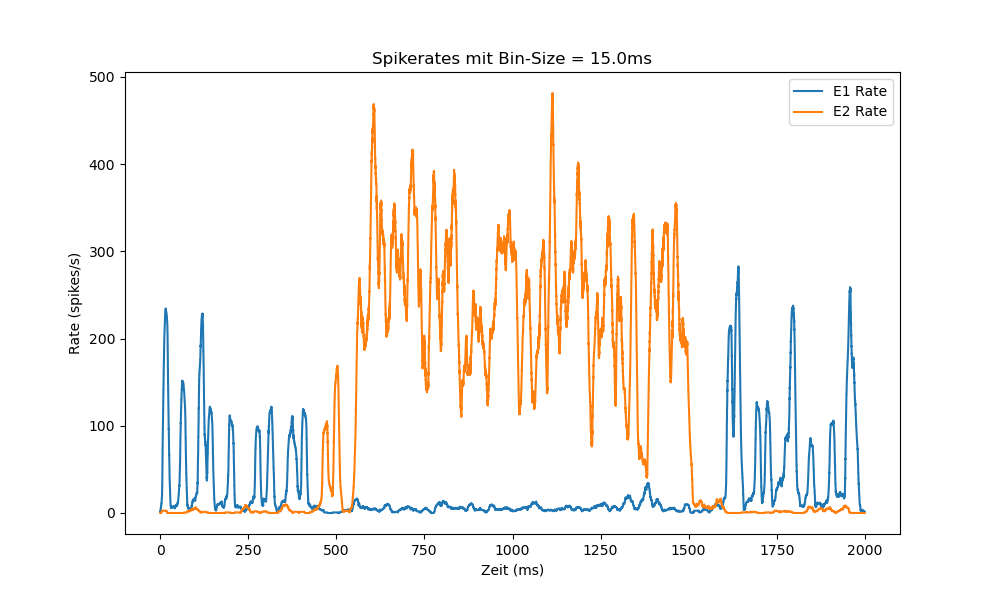 Spikerates mit Bin-Size = 15.0ms
500
400
300
200
100
0
Rate (spikes/s)
E1 Rate
E2 Rate
0 250 500 750 1000 1250 1500 1750 2000
Zeit (ms)